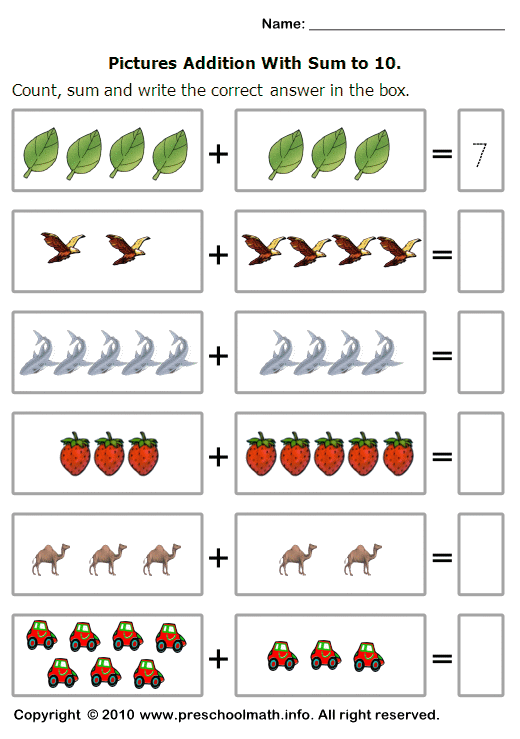 Name:
Pictures Addition With Sum to 10.
Count, sum and write the correct answer in the box.
+ = 7
+ =
+ =
+ =
+ =
+ =
Copyright © 2010 www.preschoolmath.info. All right reserved.